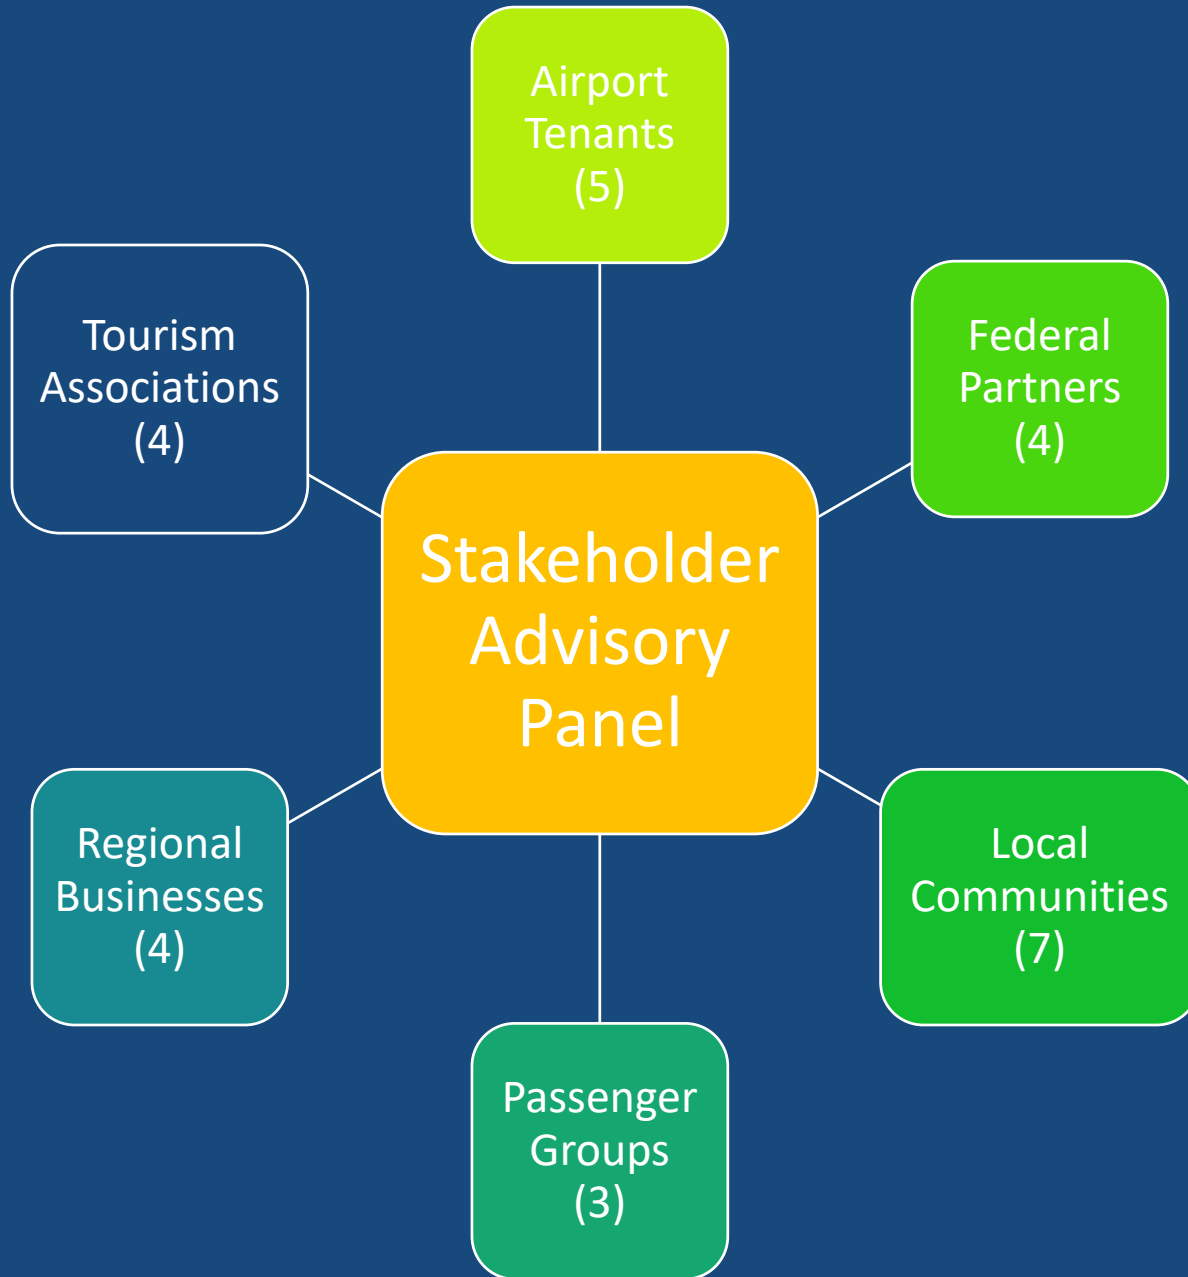 Airport
Tenants
(5)
Tourism
Associations
(4)
Federal
Partners
(4)
Stakeholder
Advisory
Panel
Regional
Businesses
(4)
Local
Communities
(7)
Passenger
Groups
(3)